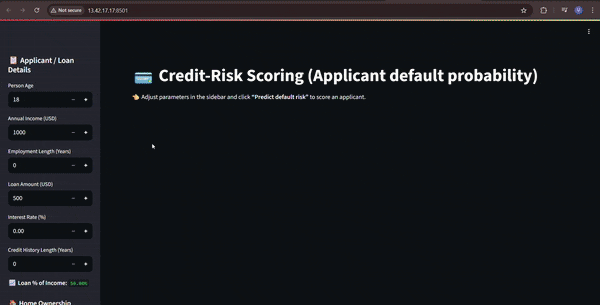 Not secure 13.42.17.17:8501
Applicant / Loan
Details
Person Age
18
Annual Income (USD)
1000
Employment Length (Years)
0
Loan Amount (USD)
500
Interest Rate (%)
0.00
Credit History Length (Years)
0
Loan % of Income: 50.00%
Home Ownership
Credit-Risk Scoring (Applicant default probability)
Adjust parameters in the sidebar and click "Predict default risk" to score an applicant.